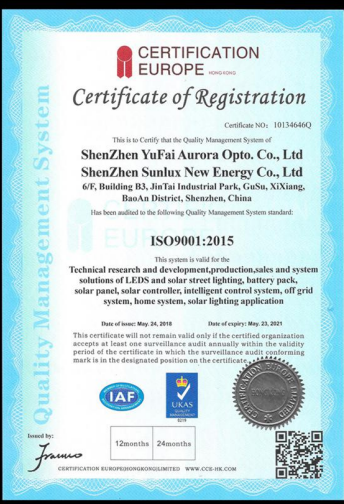 CERTIFICATION
EUROPE HONG KONG
Certificate of Registration
Certificate NO: 10134646Q
This is to Certify that the Quality Management System of
ShenZhen YuFai Aurora Opto. Co., Ltd
ShenZhen Sunlux New Energy Co., Ltd
6/F, Building B3, JinTai Industrial Park, GuSu, XiXiang,
BaoAn District, Shenzhen, China
Has been audited to the following Quality Management System standard:
ISO9001:2015
This system is valid for the
Technical research and development,production,sales and system
solutions of LEDS and solar street lighting, battery pack,
solar panel, solar controller, intelligent control system, off grid
system, home system, solar lighting application
Date of issue: May. 24, 2018 Date of expiry: May. 23, 2021
This certificate will not remain valid only if the certified organization
accepts at least one surveillance audit annually within the validity
period of the certificate in which the surveillance audit conforming
mark is in the designated position on the certificate.
Quality Management System
IAF
UKAS
QUALITY
MANAGEMENT
Issued by:
12months 24months
CERTIFICATION EUROPE(HONGKONG)LIMITED WWW.CCE-HK.COM